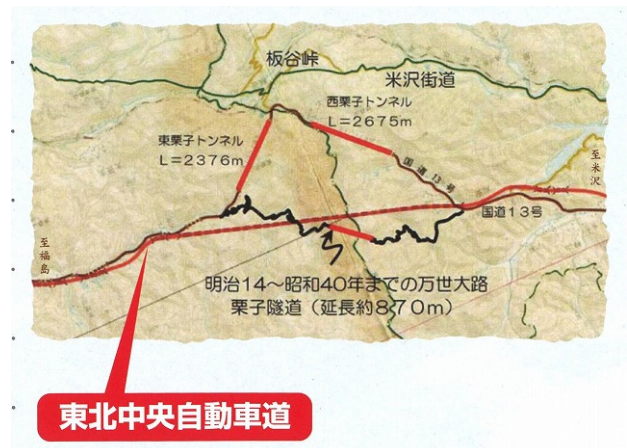 板谷峠
米沢街道
西栗子トンネル
L=2675m
東栗子トンネル
L=2376m
国道13号
至米沢
国道13号
至福島
明治14~昭和40年までの万世大路
栗子隧道(延長約870m)
東北中央自動車道